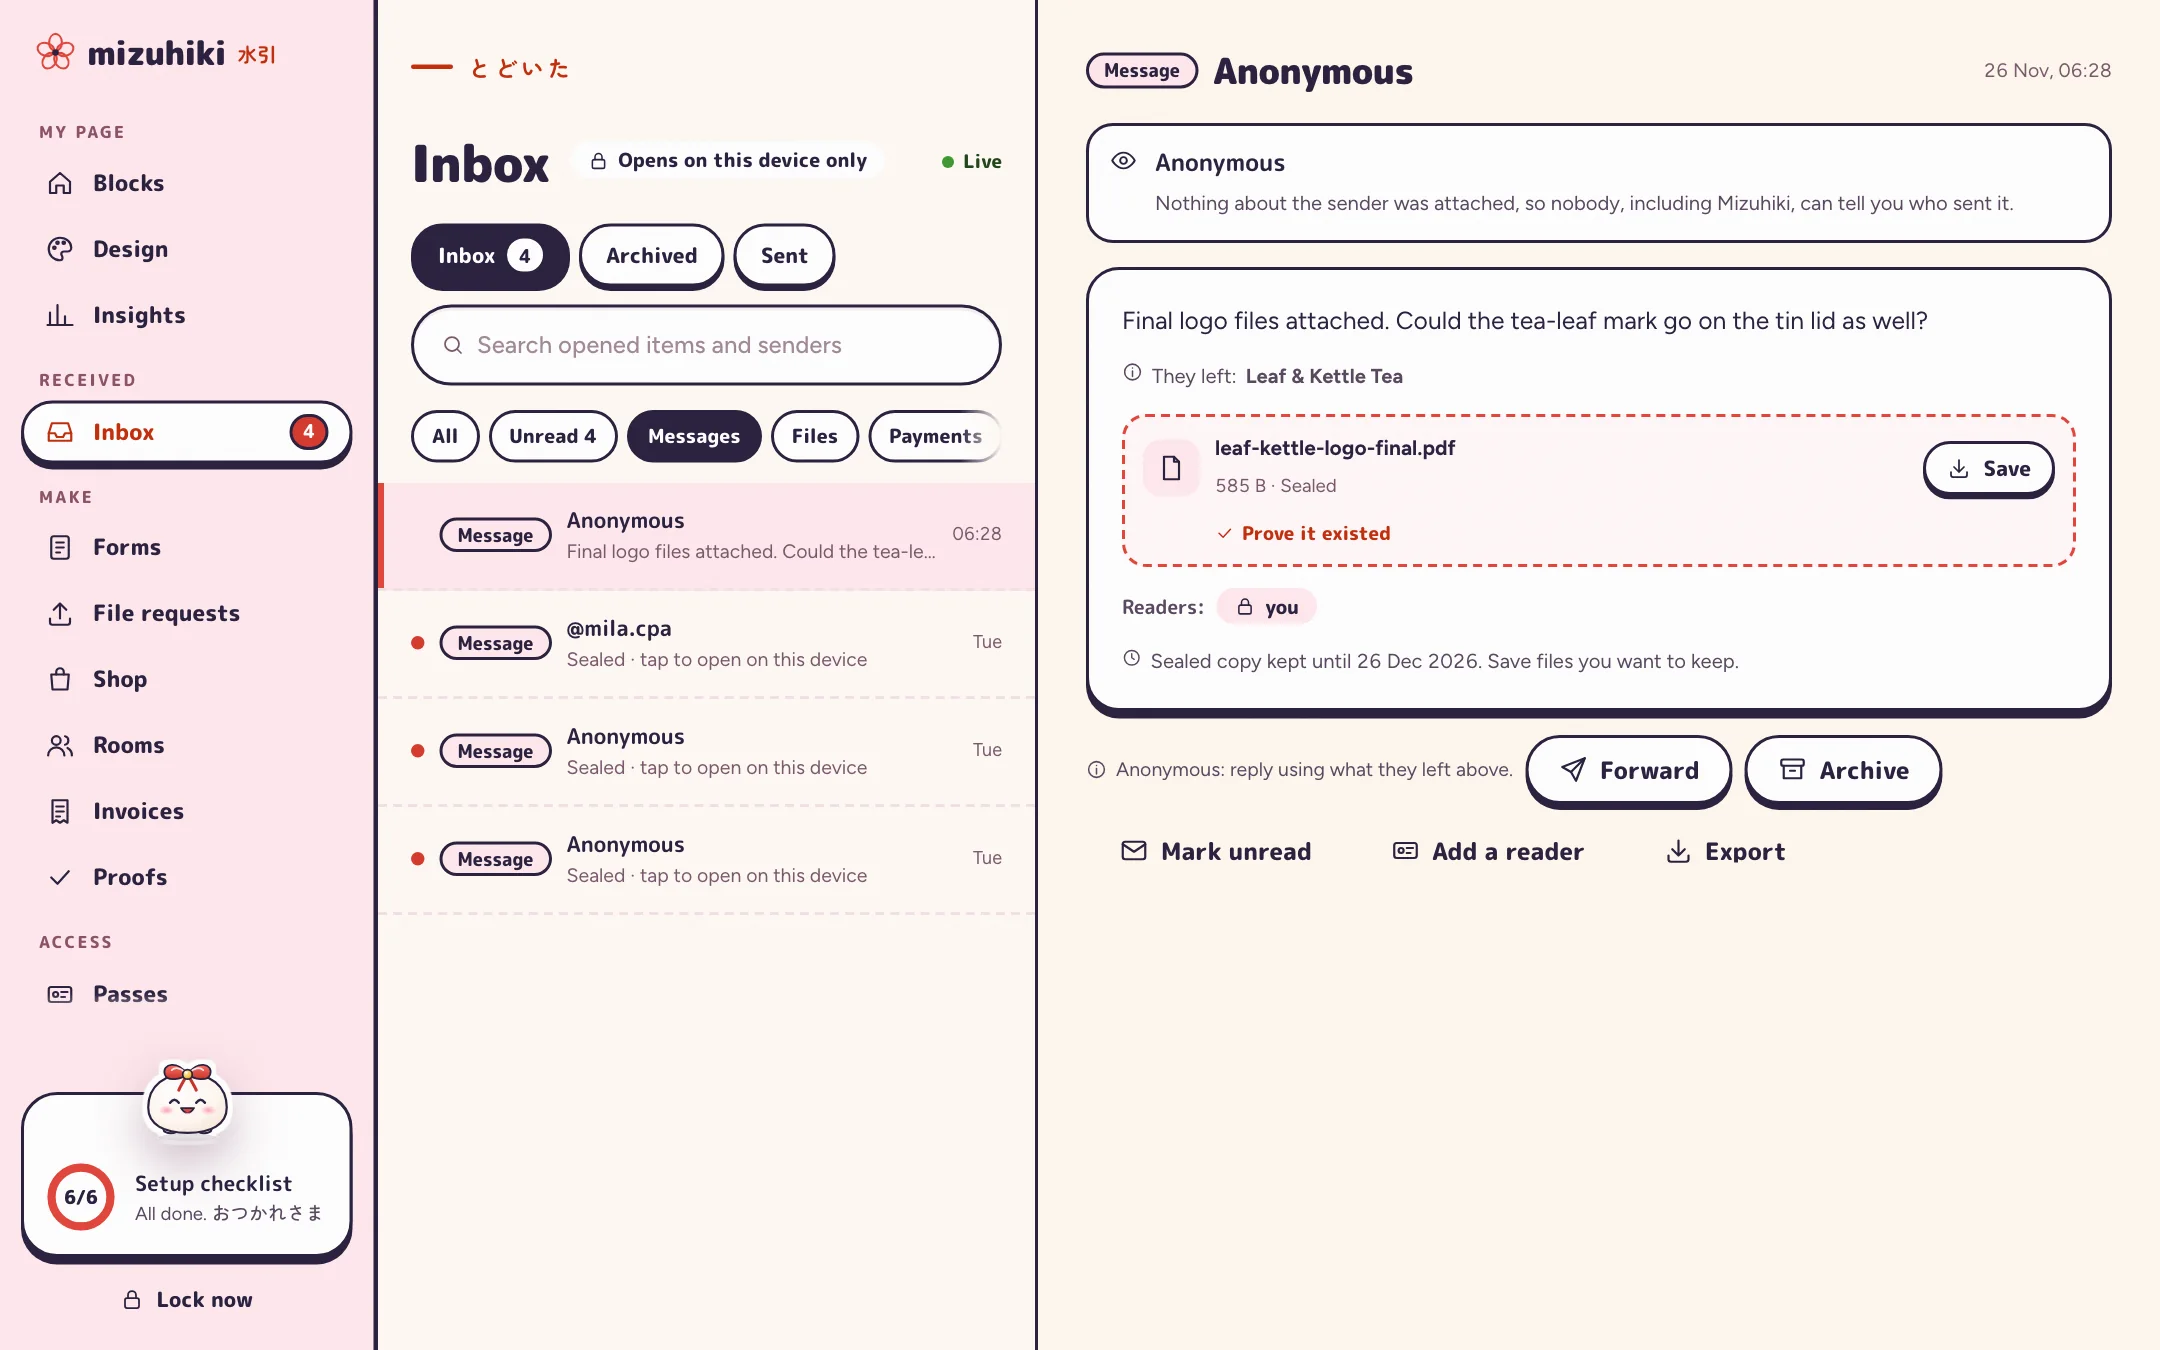 mizuhiki 水引
MY PAGE
Blocks
Design
Insights
RECEIVED
Inbox 4
MAKE
Forms
File requests
Shop
Rooms
Invoices
Proofs
ACCESS
Passes
6/6
Setup checklist
All done. おつかれさま
Lock now
とどいた
Inbox
Opens on this device only
Live
Inbox 4
Archived
Sent
Search opened items and senders
All
Unread 4
Messages
Files
Payments
Message
Anonymous
Final logo files attached. Could the tea-le...
06:28
Message
@mila.cpa
Sealed · tap to open on this device
Tue
Message
Anonymous
Sealed · tap to open on this device
Tue
Message
Anonymous
Sealed · tap to open on this device
Tue
Message
Anonymous
26 Nov, 06:28
Anonymous
Nothing about the sender was attached, so nobody, including Mizuhiki, can tell you who sent it.
Final logo files attached. Could the tea-leaf mark go on the tin lid as well?
They left: Leaf & Kettle Tea
leaf-kettle-logo-final.pdf
585 B · Sealed
Save
Prove it existed
Readers: you
Sealed copy kept until 26 Dec 2026. Save files you want to keep.
Anonymous: reply using what they left above.
Forward
Archive
Mark unread
Add a reader
Export